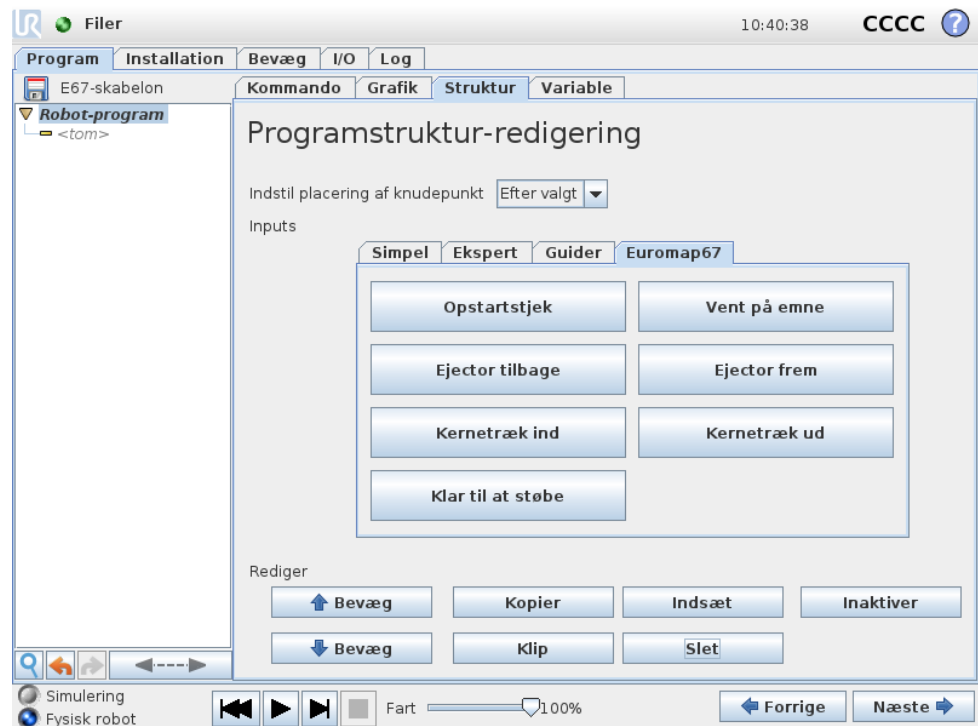 UR Filer 10:40:38 CCCC ?
Program Installation Bevæg I/O Log
E67-skabelon
Kommando Grafik Struktur Variable
Robot-program
<tom>
Programstruktur-redigering
Indstil placering af knudepunkt Efter valgt
Inputs
Simpel Ekspert Guider Euromap67
Opstartstjek Vent på emne
Ejector tilbage Ejector frem
Kernetræk ind Kernetræk ud
Klar til at støbe
Rediger
Bevæg Kopier Indsæt Inaktiver
Bevæg Klip Slet
Simulering
Fysisk robot
Fart 100%
Forrige Næste